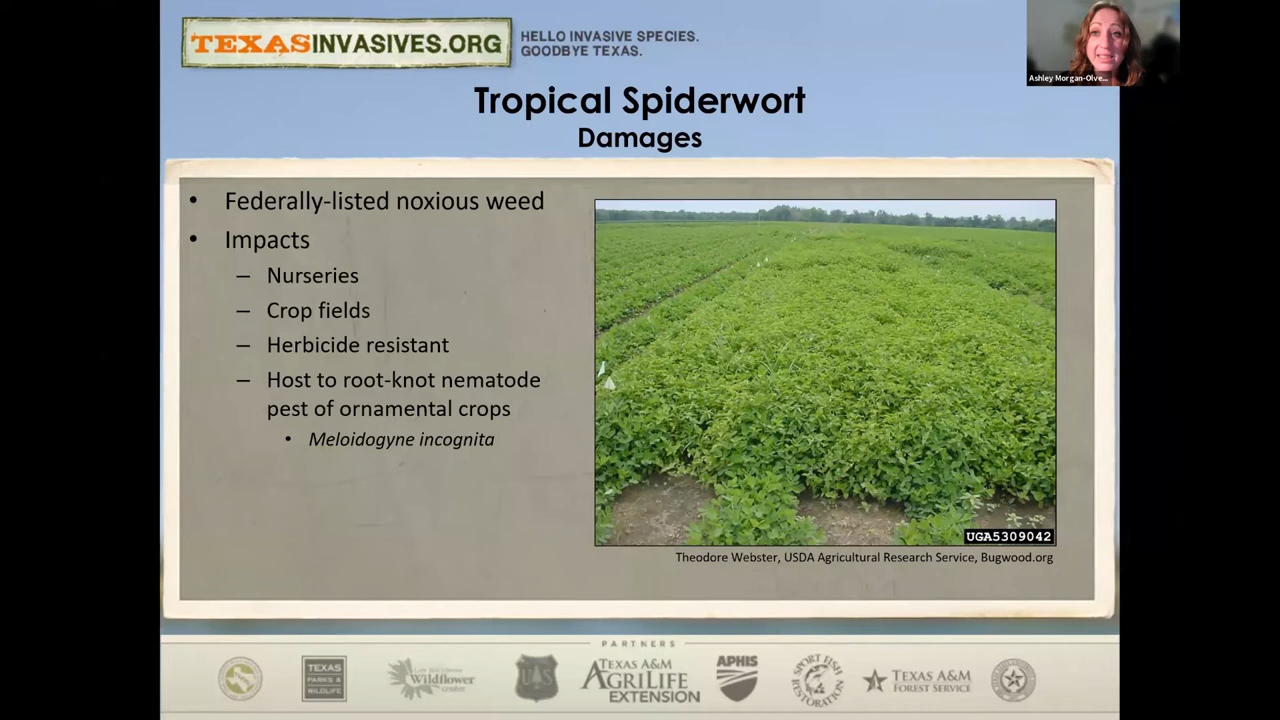 TEXASINVASIVES.ORG
HELLO INVASIVE SPECIES.
GOODBYE TEXAS.
Ashley Morgan-Olve...
Tropical Spiderwort
Damages
• Federally-listed noxious weed
• Impacts
– Nurseries
– Crop fields
– Herbicide resistant
– Host to root-knot nematode
pest of ornamental crops
• Meloidogyne incognita
UGA5309042
Theodore Webster, USDA Agricultural Research Service, Bugwood.org
PARTNERS
TEXAS
PARKS &
WILDLIFE
Wildflower
center
TEXAS A&M
AGRILIFE
EXTENSION
APHIS
SPORT FISH
RESTORATION
TEXAS A&M
FOREST SERVICE